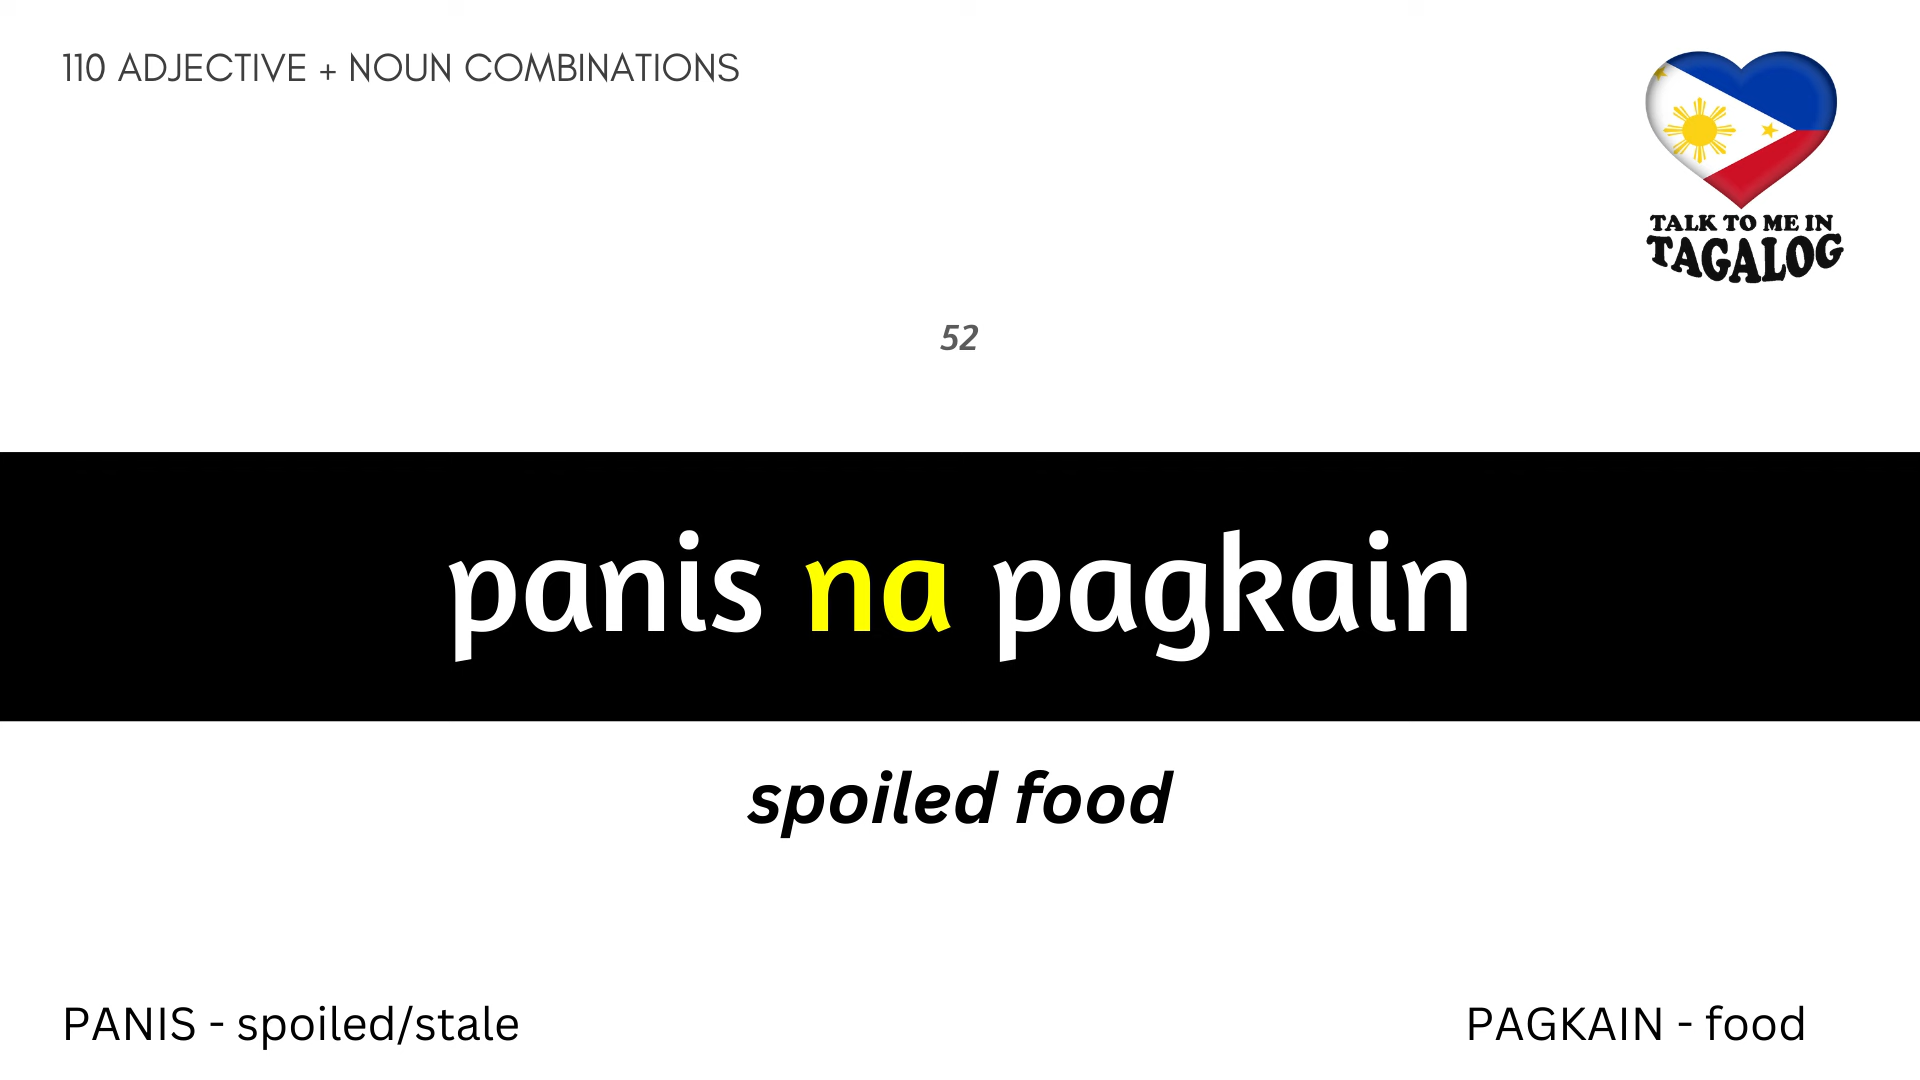 110 ADJECTIVE + NOUN COMBINATIONS
TALK TO ME IN
TAGALOG
52
panis na pagkain
spoiled food
PANIS - spoiled/stale
PAGKAIN - food